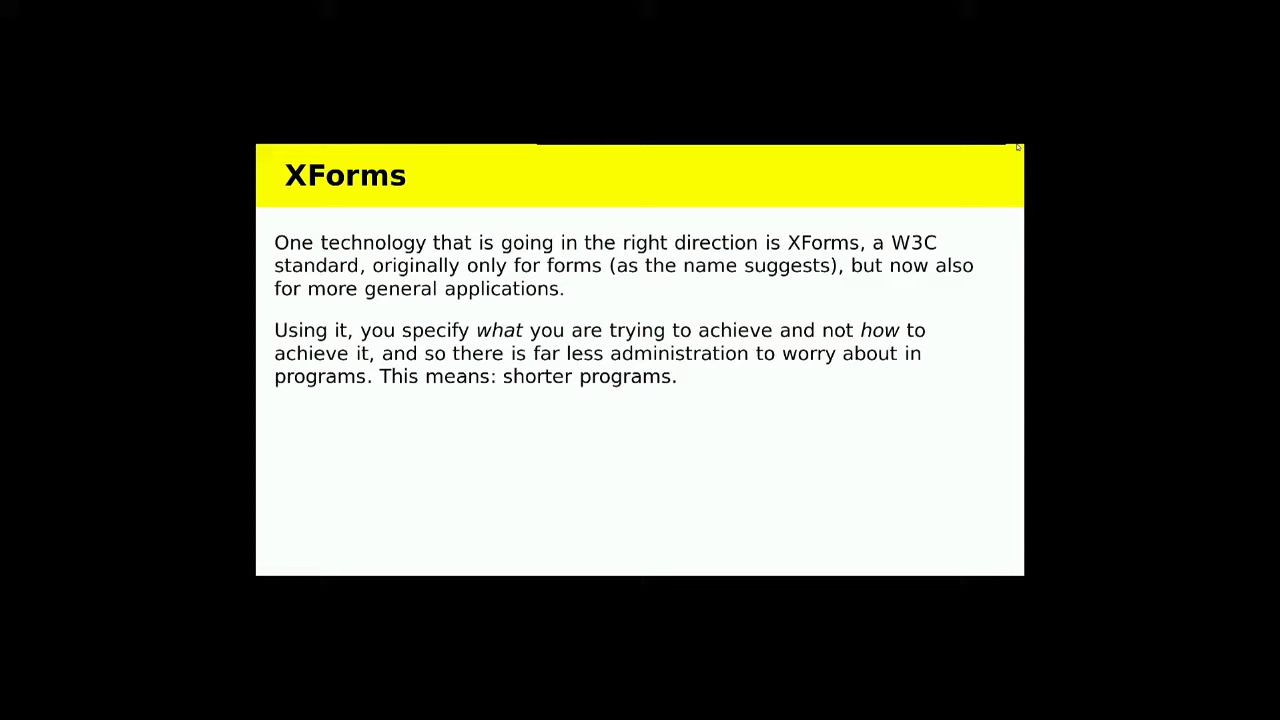 XForms
One technology that is going in the right direction is XForms, a W3C
standard, originally only for forms (as the name suggests), but now also
for more general applications.
Using it, you specify what you are trying to achieve and not how to
achieve it, and so there is far less administration to worry about in
programs. This means: shorter programs.